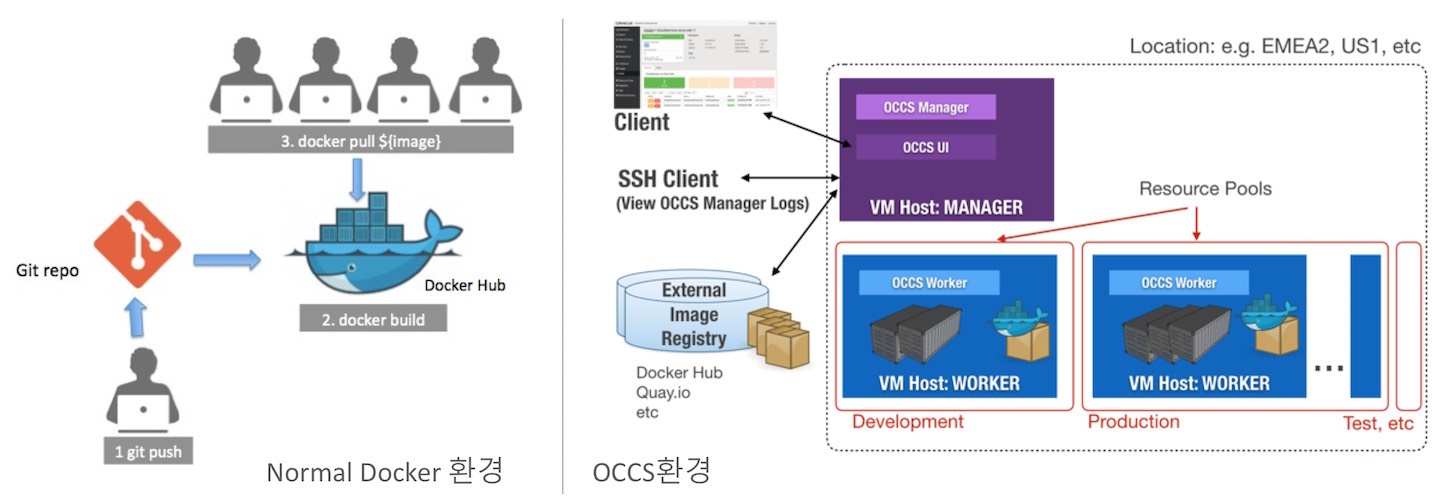 3. docker pull ${image}
Git repo
Docker Hub
2. docker build
1 git push
Normal Docker 환경
Client
SSH Client
(View OCCS Manager Logs)
External
Image
Registry
Docker Hub
Quay.io
etc
Location: e.g. EMEA2, US1, etc
OCCS Manager
OCCS UI
VM Host: MANAGER
Resource Pools
OCCS Worker
VM Host: WORKER
Development
OCCS Worker
VM Host: WORKER
...
Production
Test, etc
OCCS환경